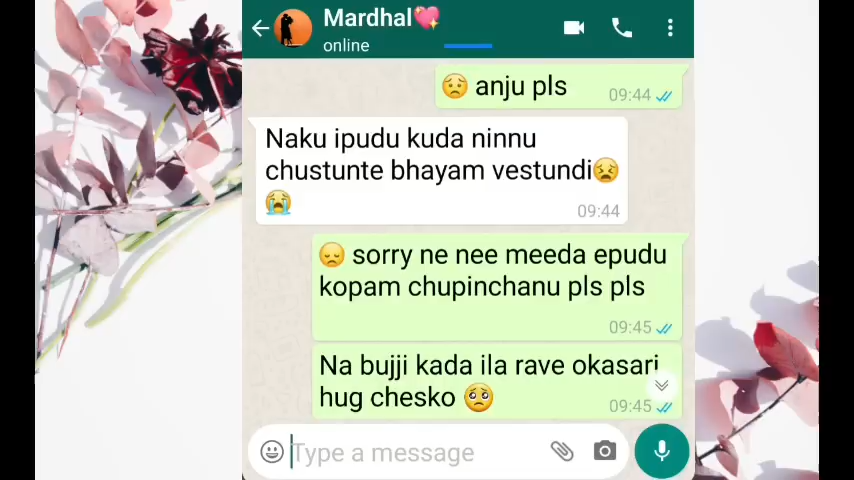 Mardhal💖
online
😟 anju pls
09:44
Naku ipudu kuda ninnu
chustunte bhayam vestundi😣
😭
09:44
😞 sorry ne nee meeda epudu
kopam chupinchanu pls pls
09:45
Na bujji kada ila rave okasari
hug chesko 🥺
09:45
Type a message